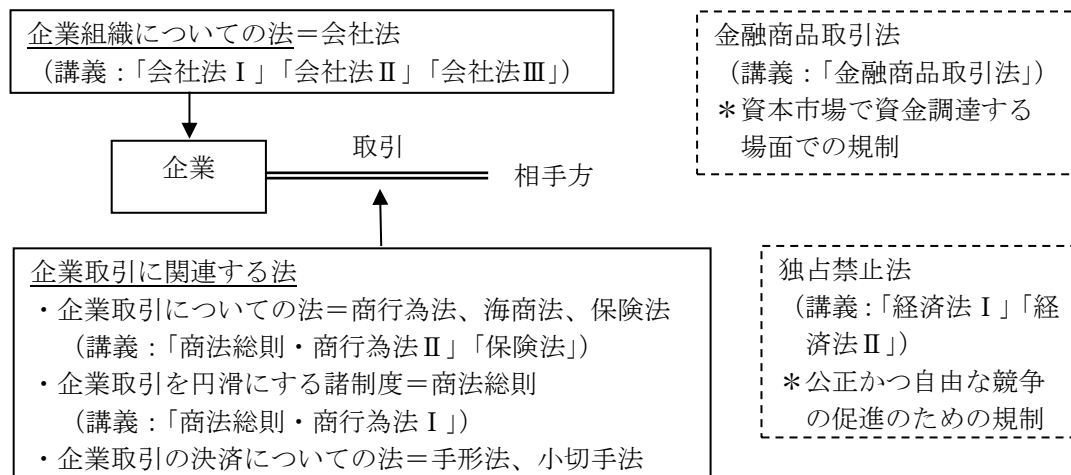 企業組織についての法＝会社法
（講義：「会社法Ⅰ」「会社法Ⅱ」「会社法Ⅲ」）
企業
取引
相手方
企業取引に関連する法
・企業取引についての法＝商行為法、海商法、保険法
（講義：「商法総則・商行為法Ⅱ」「保険法」）
・企業取引を円滑にする諸制度＝商法総則
（講義：「商法総則・商行為法Ⅰ」）
・企業取引の決済についての法＝手形法、小切手法
金融商品取引法
（講義：「金融商品取引法」）
＊資本市場で資金調達する
場面での規制
独占禁止法
（講義：「経済法Ⅰ」「経
済法Ⅱ」）
＊公正かつ自由な競争
の促進のための規制